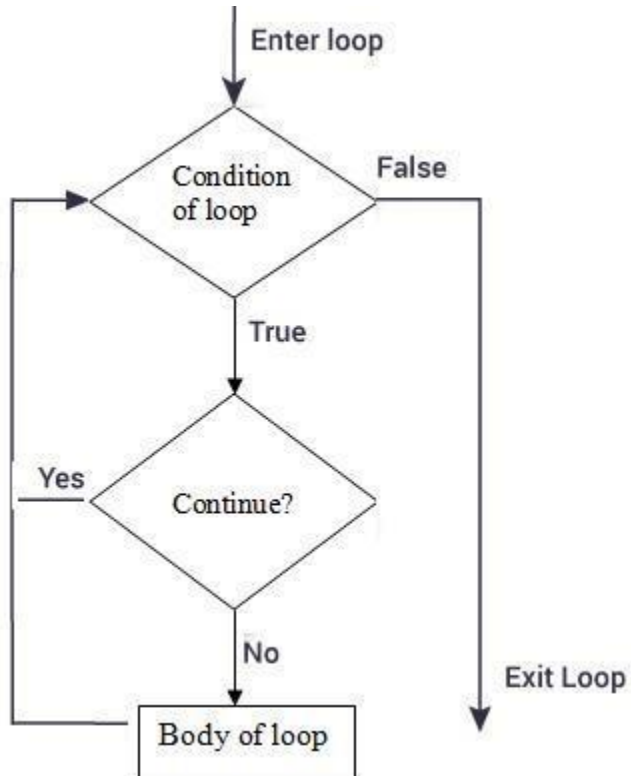 Enter loop
Condition
of loop
False
True
Yes
Continue?
No
Exit Loop
Body of loop